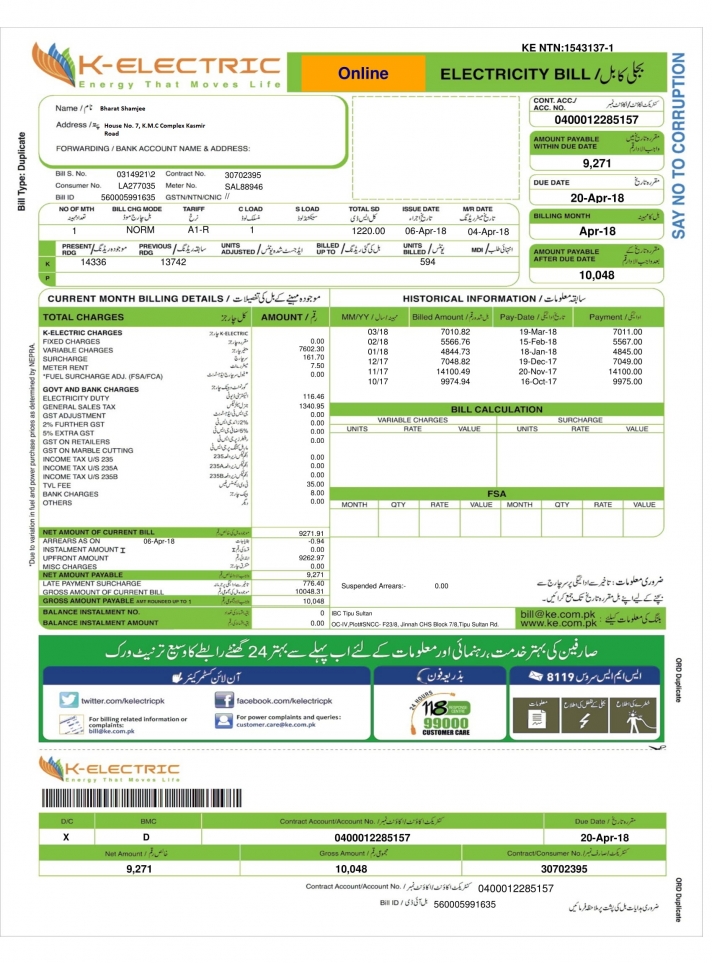 KE NTN:1543137-1
K-ELECTRIC
Energy That Moves Life
Online
ELECTRICITY BILL / بجلی کا بل
SAY NO TO CORRUPTION
Bill Type: Duplicate
Name / نام Bharat Shamjee
Address / پتہ House No. 7, K.M.C Complex Kasmir
Road
FORWARDING / BANK ACCOUNT NAME & ADDRESS:
CONT. ACC./
ACC. NO.
0400012285157
AMOUNT PAYABLE
WITHIN DUE DATE
9,271
DUE DATE
20-Apr-18
BILLING MONTH
Apr-18
AMOUNT PAYABLE
AFTER DUE DATE
10,048
Bill S. No. 0314921\2 Contract No. 30702395
Consumer No. LA277035 Meter No. SAL88946
Bill ID 560005991635 GSTN/NTN/CNIC //
NO OF MTH BILL CHG MODE TARIFF C LOAD S LOAD TOTAL SD ISSUE DATE M/R DATE
1 NORM A1-R 1 1220.00 06-Apr-18 04-Apr-18
PRESENT/ RDG PREVIOUS/ RDG UNITS ADJUSTED/ BILLED UP TO/ UNITS BILLED/ MDI/
K 14336 13742 594
P
CURRENT MONTH BILLING DETAILS / موجودہ مہینے کے بل کی تفصیلات
TOTAL CHARGES AMOUNT / رقم
K-ELECTRIC CHARGES
FIXED CHARGES 0.00
VARIABLE CHARGES 7602.30
SURCHARGE 161.70
METER RENT 7.50
*FUEL SURCHARGE ADJ. (FSA/FCA) 0.00
GOVT AND BANK CHARGES
ELECTRICITY DUTY 116.46
GENERAL SALES TAX 1340.95
GST ADJUSTMENT 0.00
2% FURTHER GST 0.00
5% EXTRA GST 0.00
GST ON RETAILERS 0.00
GST ON MARBLE CUTTING
INCOME TAX U/S 235 0.00
INCOME TAX U/S 235A 0.00
INCOME TAX U/S 235B 0.00
TVL FEE 35.00
BANK CHARGES 8.00
OTHERS 0.00
NET AMOUNT OF CURRENT BILL 9271.91
ARREARS AS ON 06-Apr-18 -0.94
INSTALMENT AMOUNT 0.00
UPFRONT AMOUNT 9262.97
MISC CHARGES 0.00
NET AMOUNT PAYABLE 9,271
LATE PAYMENT SURCHARGE 776.40
GROSS AMOUNT OF CURRENT BILL 10048.31
GROSS AMOUNT PAYABLE AMT ROUNDED UP TO 1 10,048
BALANCE INSTALMENT NO. 0
BALANCE INSTALMENT AMOUNT 0.00
*Due to variation in fuel and power purchase prices as determined by NEPRA.
HISTORICAL INFORMATION / سابقہ معلومات
MM/YY / Billed Amount / Pay-Date / Payment /
03/18 7010.82 19-Mar-18 7011.00
02/18 5566.76 15-Feb-18 5567.00
01/18 4844.73 18-Jan-18 4845.00
12/17 7048.82 19-Dec-17 7049.00
11/17 14100.49 20-Nov-17 14100.00
10/17 9974.94 16-Oct-17 9975.00
BILL CALCULATION
VARIABLE CHARGES SURCHARGE
UNITS RATE VALUE UNITS RATE VALUE
FSA
MONTH QTY RATE VALUE MONTH QTY RATE VALUE
Suspended Arrears:- 0.00
IBC Tipu Sultan
OC-IV,Plot#SNCC- F23/8, Jinnah CHS Block 7/8,Tipu Sultan Rd.
bill@ke.com.pk
www.ke.com.pk
صارفین کی بہتر خدمت، رہنمائی اور معلومات کے لئے اب پہلے سے بہتر 24 گھنٹے رابطے کا وسیع تر نیٹ ورک
آن لائن کسٹمر کیئر
twitter.com/kelectricpk
facebook.com/kelectricpk
For billing related information or
complaints:
bill@ke.com.pk
For power complaints and queries:
customer.care@ke.com.pk
بذریعہ فون
24 HOURS
118
99000
CUSTOMER CARE
ایس ایم ایس سروس 8119
معلومات
ORD Duplicate
K-ELECTRIC
Energy That Moves Life
D/C BMC Contract Account/Account No. / Due Date /
X D 0400012285157 20-Apr-18
Net Amount / Gross Amount / Contract/Consumer No. /
9,271 10,048 30702395
Contract Account/Account No. / 0400012285157
Bill ID / 560005991635
ORD Duplicate